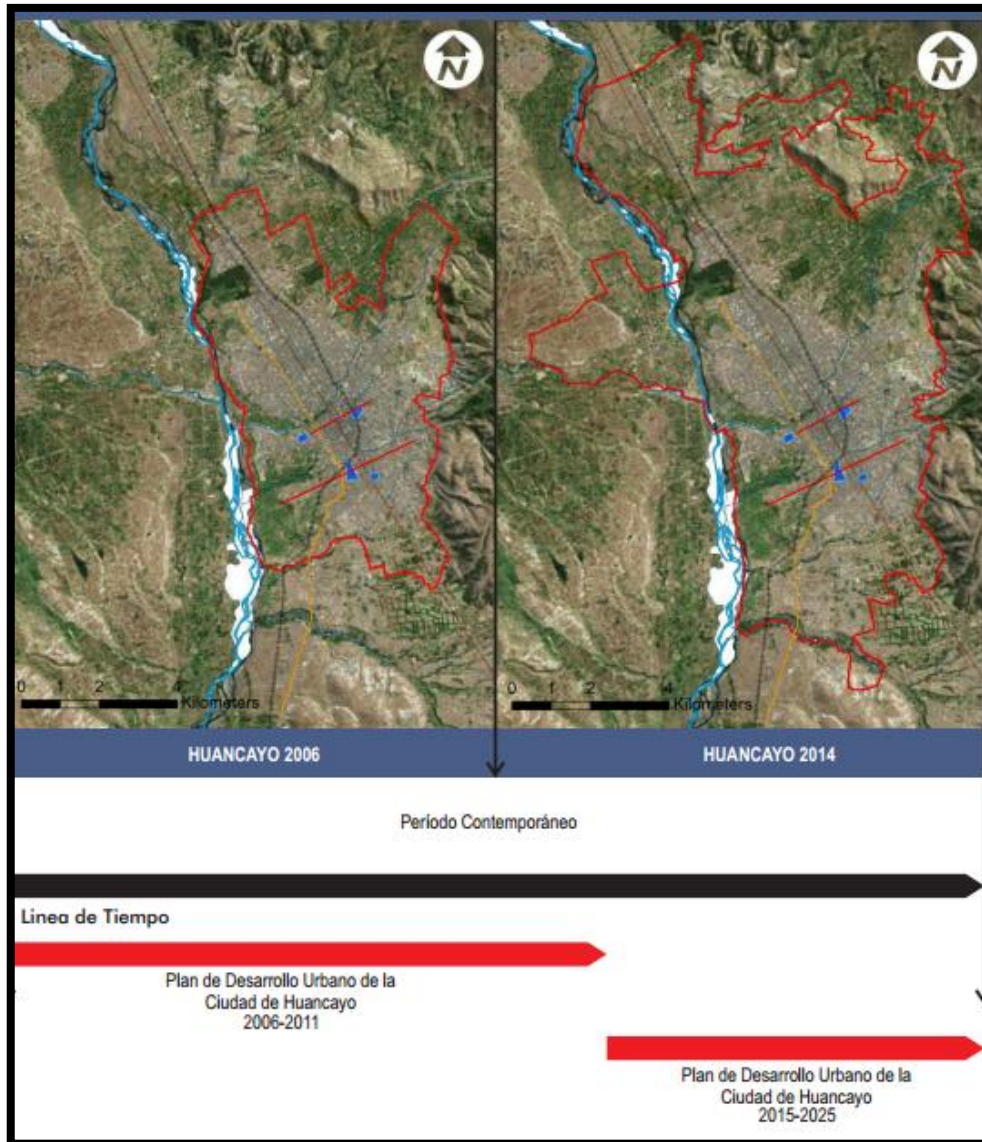 N
N
0 1 2 4
Kilometers
0 1 2 4
Kilometers
HUANCAYO 2006
HUANCAYO 2014
Período Contemporáneo
Linea de Tiempo
Plan de Desarrollo Urbano de la
Ciudad de Huancayo
2006-2011
Plan de Desarrollo Urbano de la
Ciudad de Huancayo
2015-2025